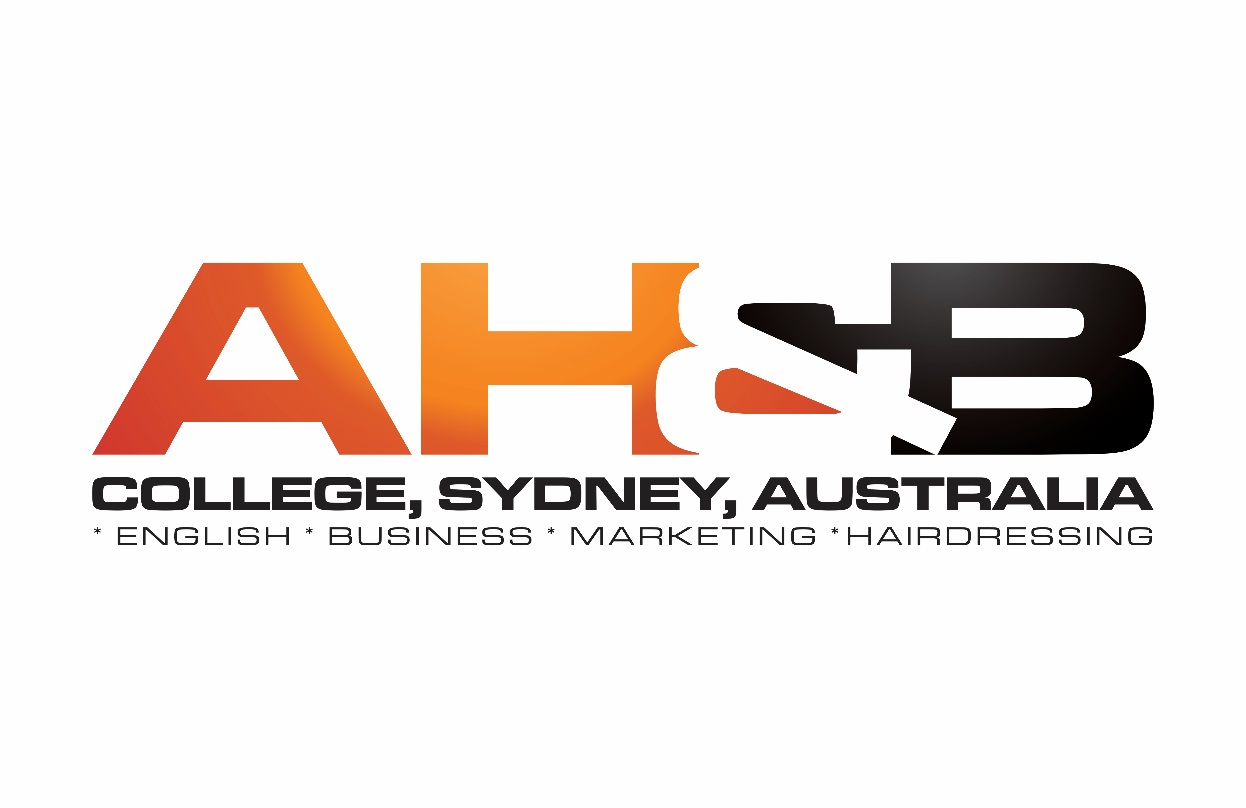 AH&B
COLLEGE, SYDNEY, AUSTRALIA
* ENGLISH * BUSINESS * MARKETING *HAIRDRESSING